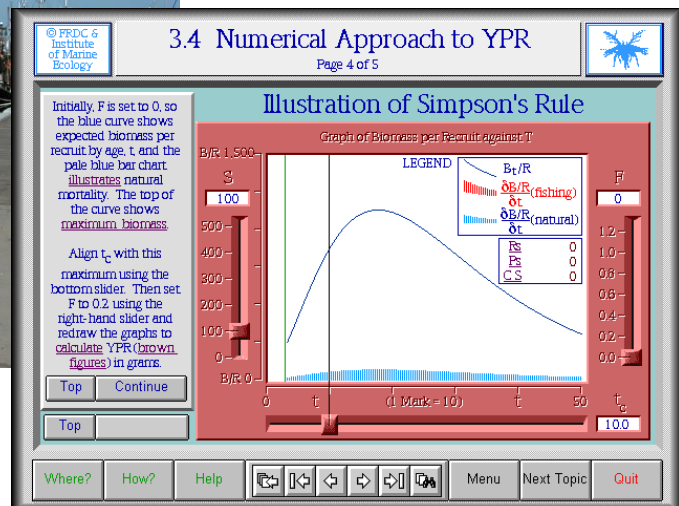 © FRDC &
Institute
of Marine
Ecology
3.4 Numerical Approach to YPR
Page 4 of 5
Initially, F is set to 0, so
the blue curve shows
expected biomass per
recruit by age, t, and the
pale blue bar chart
illustrates natural
mortality. The top of
the curve shows
maximum biomass.
Align tc with this
maximum using the
bottom slider. Then set
F to 0.2 using the
right-hand slider and
redraw the graphs to
calculate YPR (brown
figures) in grams.
Top Continue
Top
Illustration of Simpson's Rule
Graph of Biomass per Recruit against T
B/R 1,500
S
100
500
400
300
200
100
0
B/R 0
LEGEND
Bt/R
δB/R
δt
(fishing)
δB/R
δt
(natural)
Rs 0
Ps 0
CS 0
F
0
1.2
1.0
0.8
0.6
0.4
0.2
0.0
0 t (1 Mark = 10) t 50
tc
10.0
Where? How? Help Menu Next Topic Quit